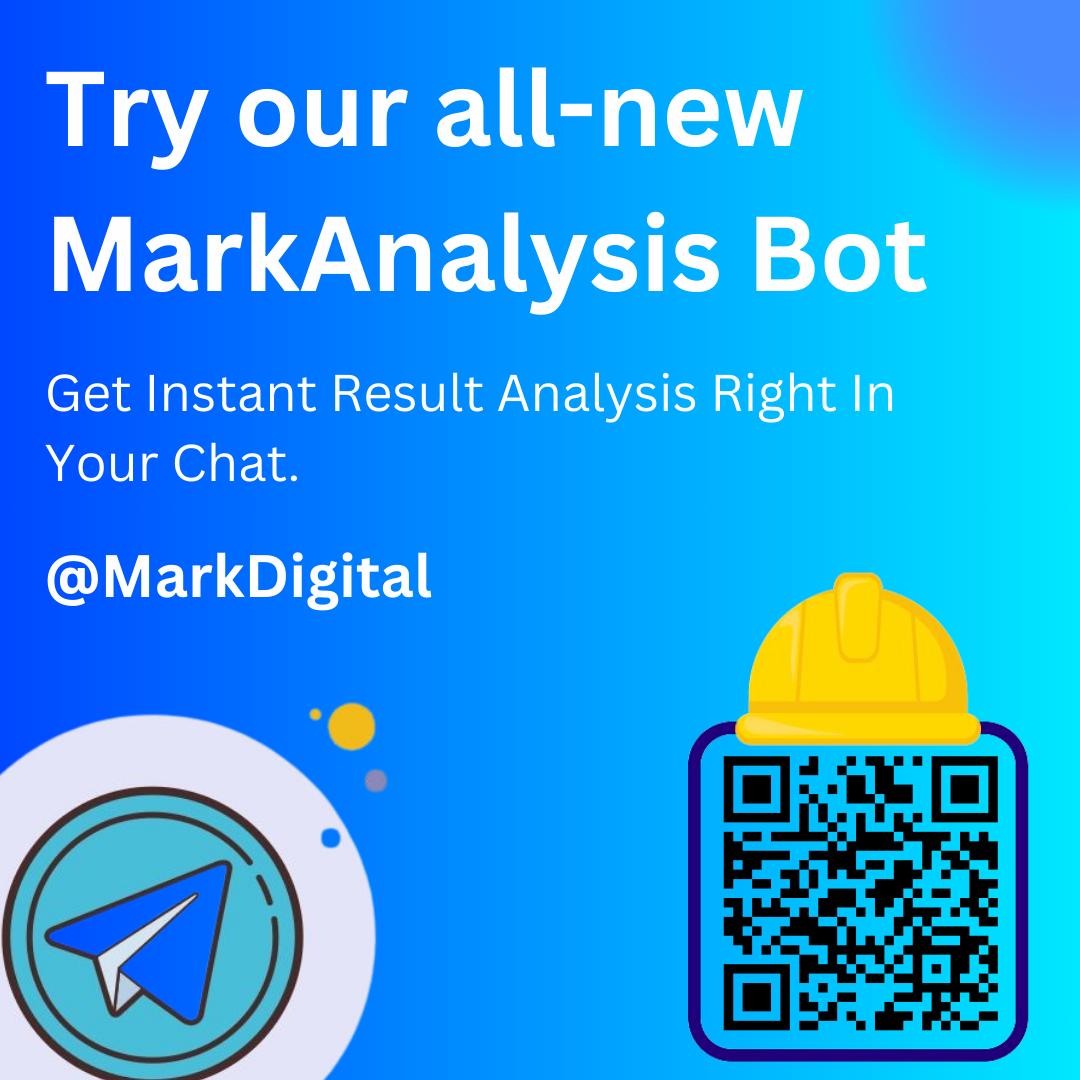 Try our all-new
MarkAnalysis Bot
Get Instant Result Analysis Right In
Your Chat.
@MarkDigital